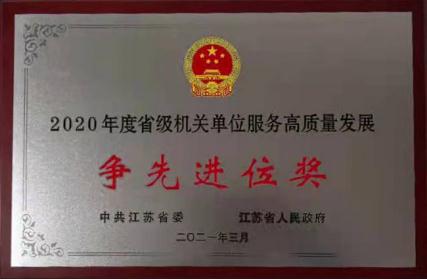 2020年度省级机关单位服务高质量发展
争先进位奖
中共江苏省委 江苏省人民政府
二〇二一年三月